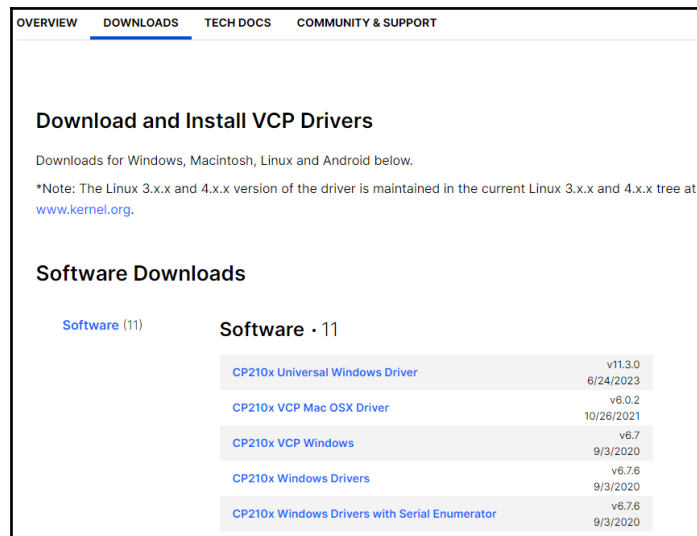 OVERVIEW DOWNLOADS TECH DOCS COMMUNITY & SUPPORT
Download and Install VCP Drivers
Downloads for Windows, Macintosh, Linux and Android below.
*Note: The Linux 3.x.x and 4.x.x version of the driver is maintained in the current Linux 3.x.x and 4.x.x tree at
www.kernel.org.
Software Downloads
Software (11)
Software · 11
CP210x Universal Windows Driver v11.3.0
6/24/2023
CP210x VCP Mac OSX Driver v6.0.2
10/26/2021
CP210x VCP Windows v6.7
9/3/2020
CP210x Windows Drivers v6.7.6
9/3/2020
CP210x Windows Drivers with Serial Enumerator v6.7.6
9/3/2020